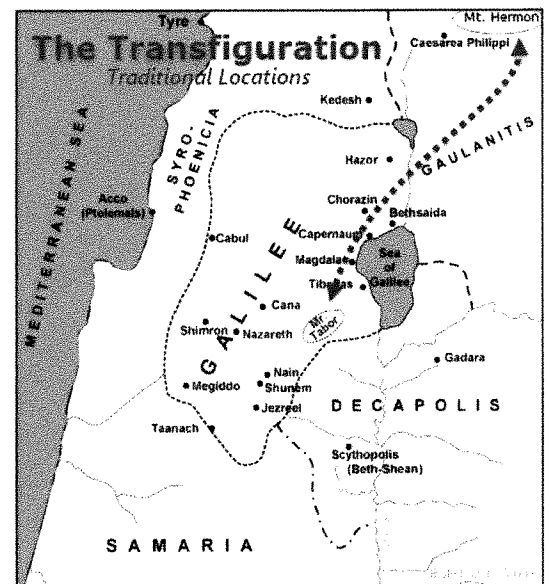 Mt. Hermon
Tyre
The Transfiguration
Traditional Locations
Caesarea Philippi
Kedesh
MEDITERRANEAN SEA
SYRO-
PHOENICIA
GAULANITIS
Hazor
Acco
(Ptolemais)
Chorazin
Bethsaida
Cabul
Capernaum
Magdala
Sea
of
Galilee
GALILEE
Tiberias
Cana
Mt.
Tabor
Shimron
Nazareth
Gadara
Nain
Megiddo
Shunem
Jezreel
DECAPOLIS
Taanach
Scythopolis
(Beth-Shean)
SAMARIA